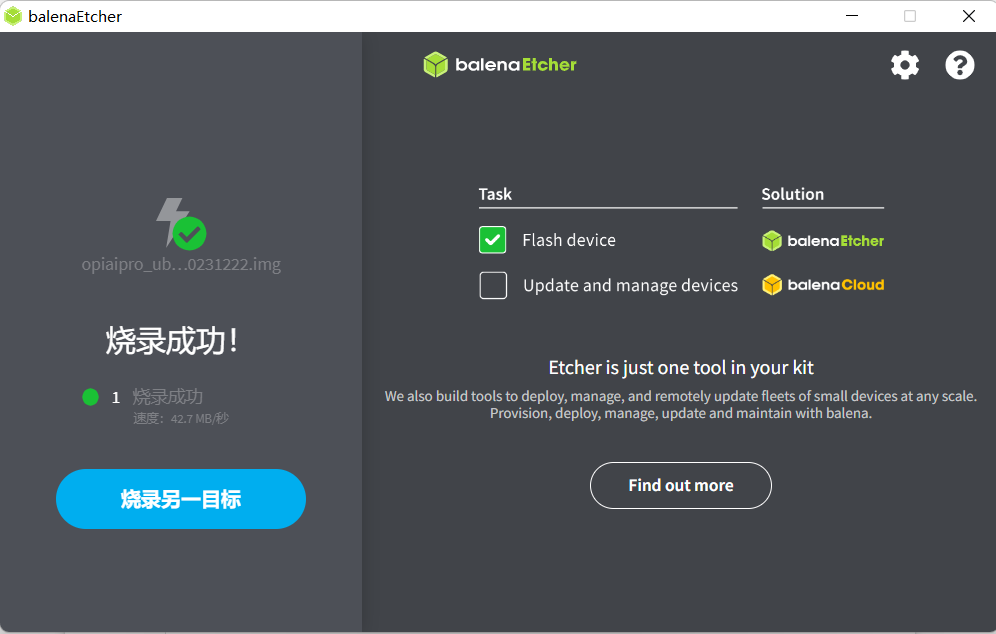 balenaEtcher
balenaEtcher
opiaipro_ub...0231222.img
烧录成功!
1 烧录成功
速度: 42.7 MB/秒
烧录另一目标
Task Solution
Flash device balenaEtcher
Update and manage devices balenaCloud
Etcher is just one tool in your kit
We also build tools to deploy, manage, and remotely update fleets of small devices at any scale.
Provision, deploy, manage, update and maintain with balena.
Find out more